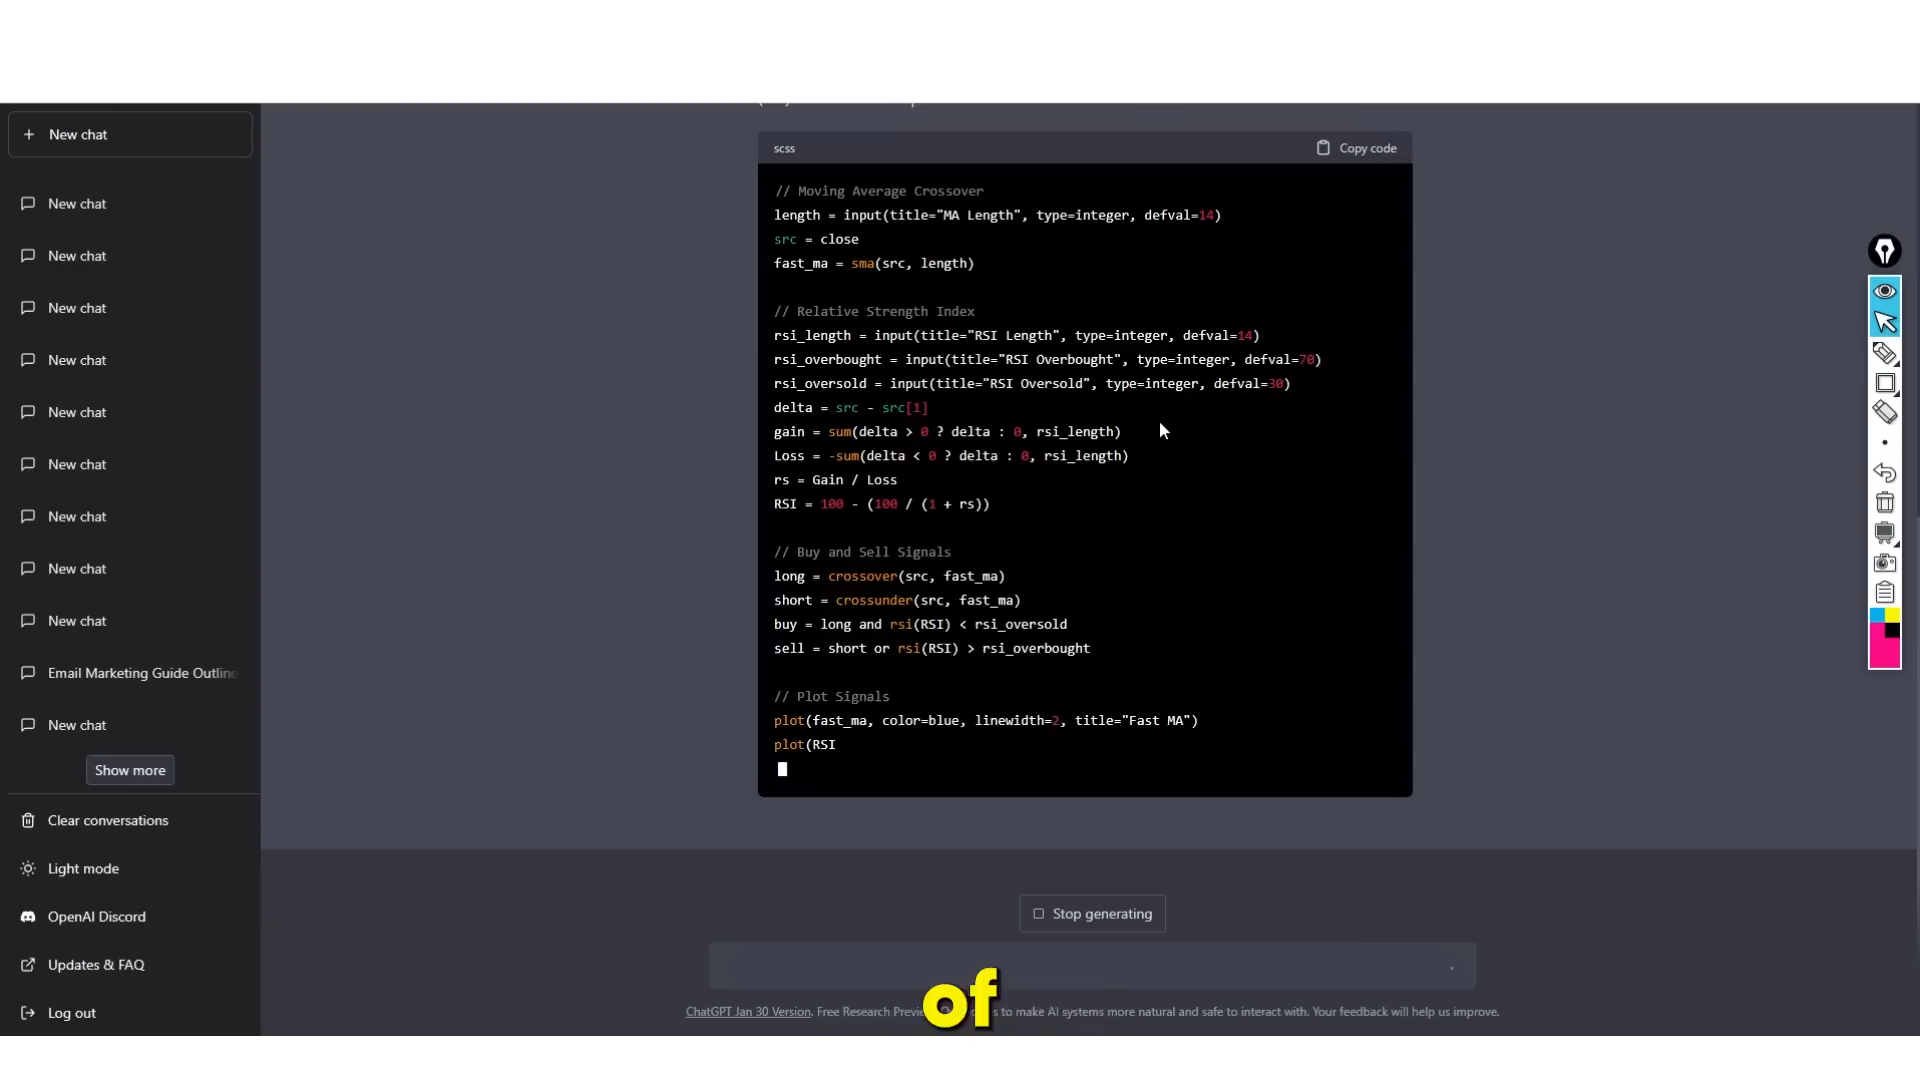 New chat
New chat
New chat
New chat
New chat
New chat
New chat
New chat
New chat
New chat
Email Marketing Guide Outline
New chat
Show more
Clear conversations
Light mode
OpenAI Discord
Updates & FAQ
Log out
scss
Copy code
// Moving Average Crossover
length = input(title="MA Length", type=integer, defval=14)
src = close
fast_ma = sma(src, length)
// Relative Strength Index
rsi_length = input(title="RSI Length", type=integer, defval=14)
rsi_overbought = input(title="RSI Overbought", type=integer, defval=70)
rsi_oversold = input(title="RSI Oversold", type=integer, defval=30)
delta = src - src[1]
gain = sum(delta > 0 ? delta : 0, rsi_length)
Loss = -sum(delta < 0 ? delta : 0, rsi_length)
rs = Gain / Loss
RSI = 100 - (100 / (1 + rs))
// Buy and Sell Signals
long = crossover(src, fast_ma)
short = crossunder(src, fast_ma)
buy = long and rsi(RSI) < rsi_oversold
sell = short or rsi(RSI) > rsi_overbought
// Plot Signals
plot(fast_ma, color=blue, linewidth=2, title="Fast MA")
plot(RSI
Stop generating
of
ChatGPT Jan 30 Version. Free Research to make AI systems more natural and safe to interact with. Your feedback will help us improve.